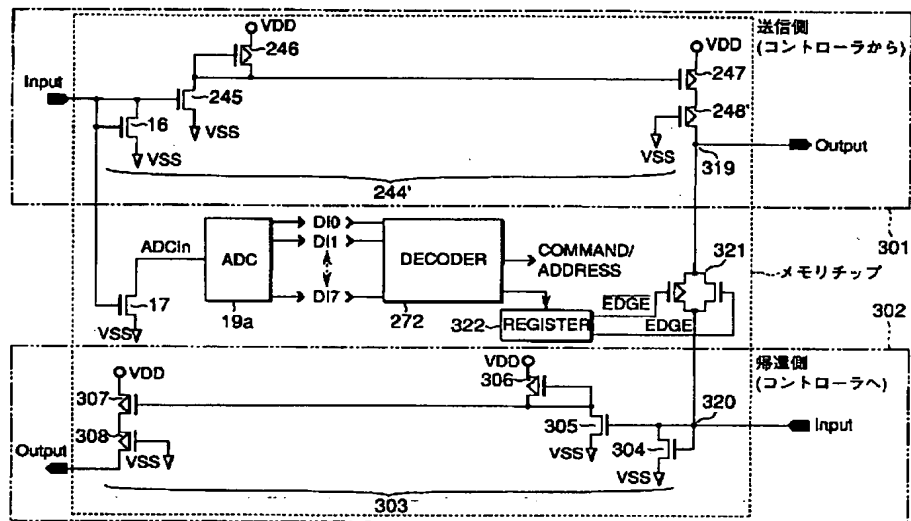 VDD
246
VDD
送信側
(コントローラから)
Input
245
247
16
VSS
248'
VSS
VSS
319
Output
244'
301
ADCin
ADC
DI0
DI1
DI7
DECODER
COMMAND/
ADDRESS
321
メモリチップ
17
19a
272
322
REGISTER
EDGE
EDGE
302
VSS
VDD
VDD
306
帰還側
(コントローラへ)
307
320
305
Input
308
304
Output
VSS
VSS
VSS
303